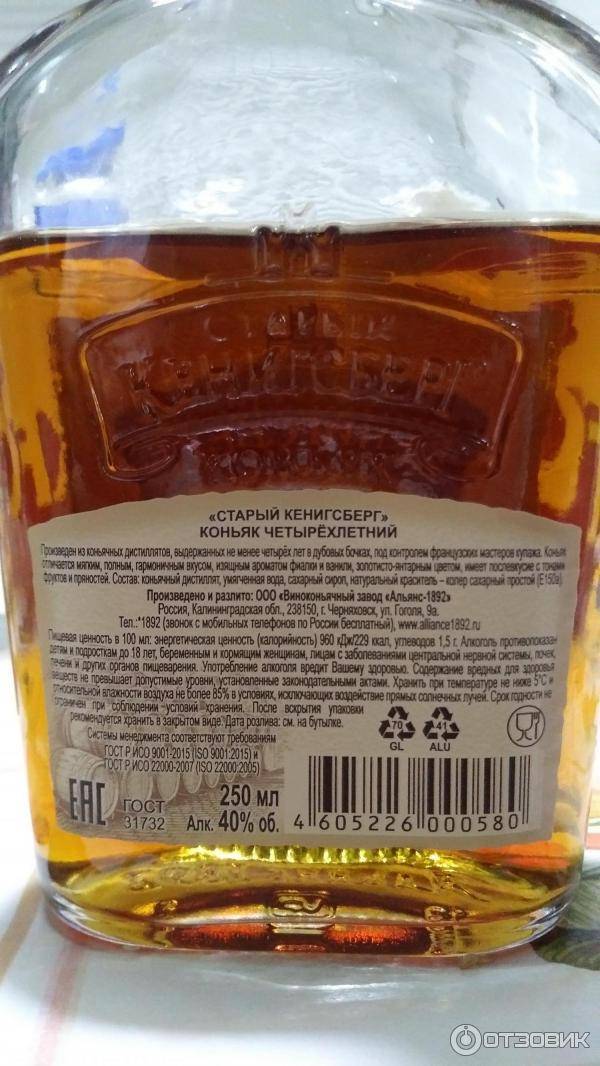 СТАРЫЙ
КЕНИГСБЕРГ
«СТАРЫЙ КЕНИГСБЕРГ»
КОНЬЯК ЧЕТЫРЁХЛЕТНИЙ
Произведен из коньячных дистиллятов, выдержанных не менее четырёх лет в дубовых бочках, под контролем французских мастеров купажа. Коньяк
отличается мягким, полным, гармоничным вкусом, изящным ароматом фиалки и ванили, золотисто-янтарным цветом, имеет послевкусие с тонами
фруктов и пряностей. Состав: коньячный дистиллят, умягченная вода, сахарный сироп, натуральный краситель – колер сахарный простой (Е150а).
Произведено и разлито: ООО «Виноконьячный завод «Альянс-1892»
Россия, Калининградская обл., 238150, г. Черняховск, ул. Гоголя, 9а.
Тел.:*1892 (звонок с мобильных телефонов по России бесплатный), www.alliance1892.ru
Пищевая ценность в 100 мл: энергетическая ценность (калорийность) 960 кДж/229 ккал, углеводов 1,5 г. Алкоголь противопоказан
детям и подросткам до 18 лет, беременным и кормящим женщинам, лицам с заболеваниями центральной нервной системы, почек,
печени и других органов пищеварения. Употребление алкоголя вредит Вашему здоровью. Содержание вредных для здоровья
веществ не превышает допустимые уровни, установленные законодательными актами. Хранить при температуре не ниже 5°С и
относительной влажности воздуха не более 85% в условиях, исключающих воздействие прямых солнечных лучей. Срок годности не
ограничен при соблюдении условий хранения. После вскрытия упаковки
рекомендуется хранить в закрытом виде. Дата розлива: см. на бутылке.
Системы менеджмента соответствуют требованиям
ГОСТ Р ИСО 9001-2015 (ISO 9001:2015) и
ГОСТ Р ИСО 22000-2007 (ISO 22000:2005)
70
GL
41
ALU
EAC
ГОСТ
31732
250 мл
Алк. 40% об.
4 605226 000580
ОТЗОВИК